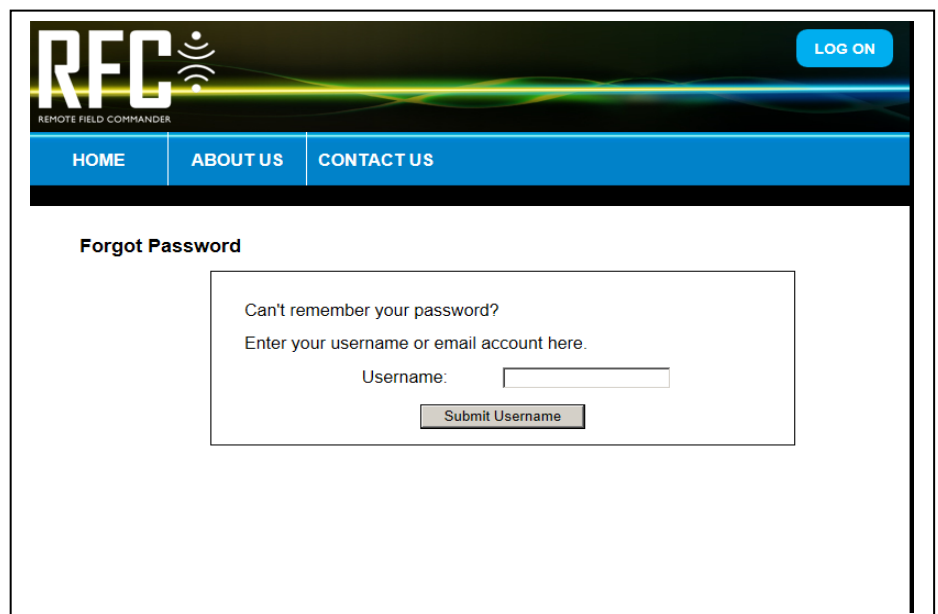 RFC
REMOTE FIELD COMMANDER
LOG ON
HOME ABOUT US CONTACT US
Forgot Password
Can't remember your password?
Enter your username or email account here.
Username:
Submit Username